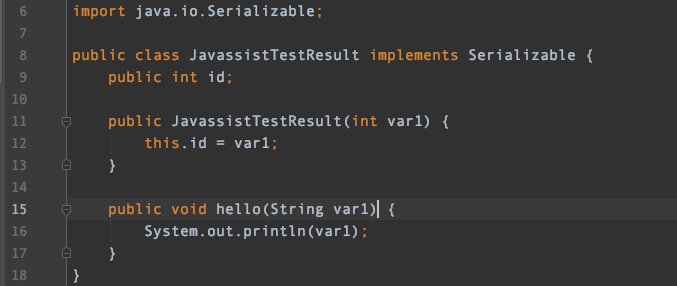 6 import java.io.Serializable;
7
8 public class JavassistTestResult implements Serializable {
9 public int id;
10
11 public JavassistTestResult(int var1) {
12 this.id = var1;
13 }
14
15 public void hello(String var1) {
16 System.out.println(var1);
17 }
18 }